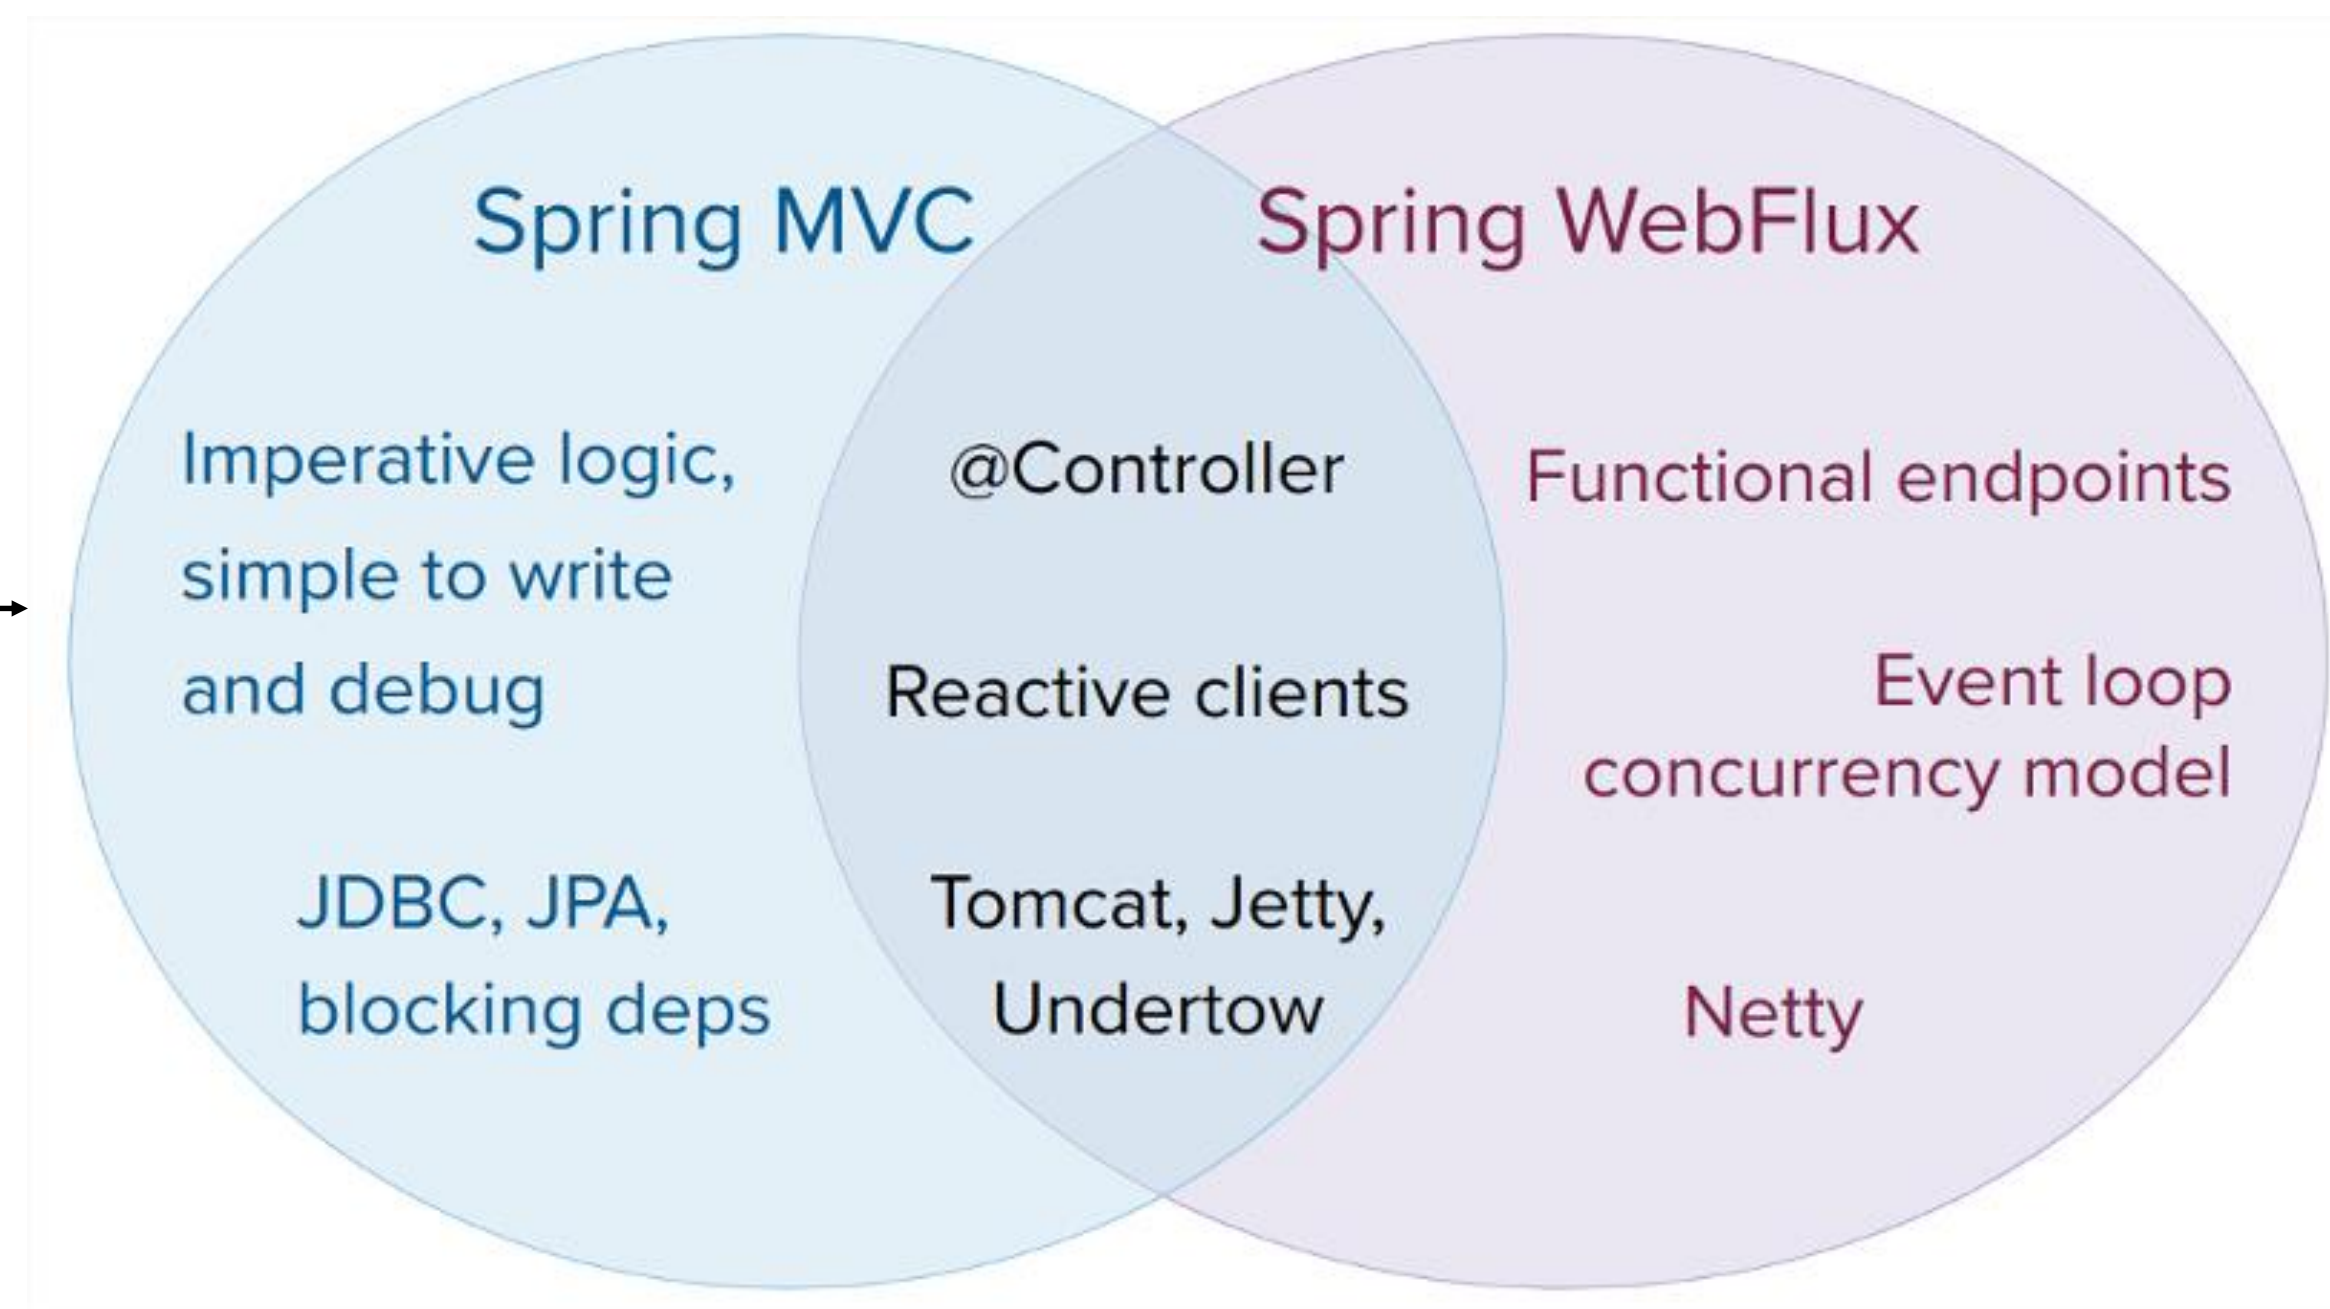 Spring MVC
Imperative logic,
simple to write
and debug
JDBC, JPA,
blocking deps
@Controller
Reactive clients
Tomcat, Jetty,
Undertow
Spring WebFlux
Functional endpoints
Event loop
concurrency model
Netty